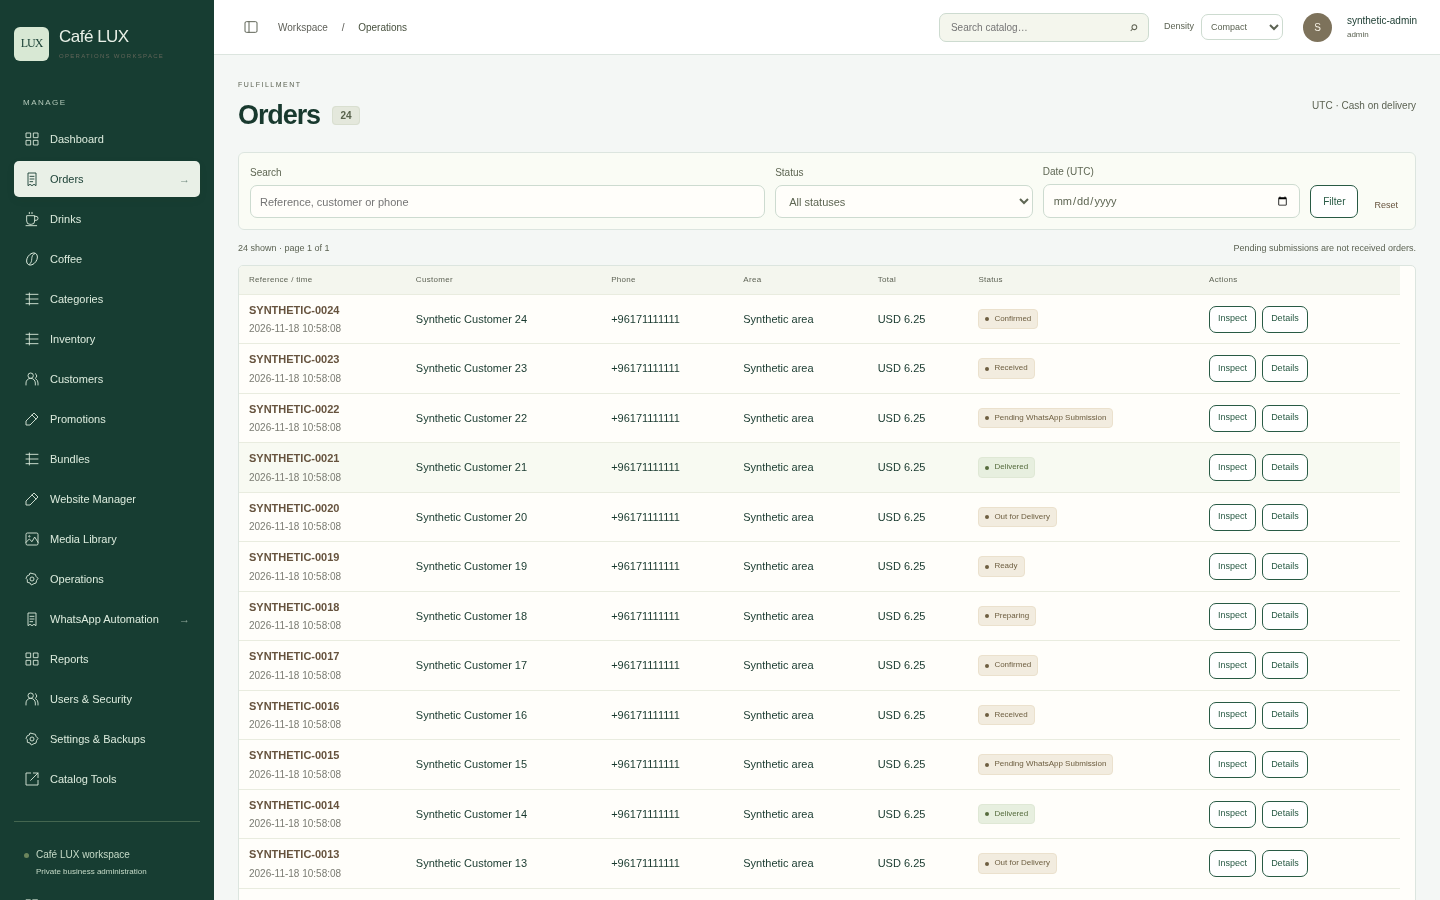 LUX
Café LUX
OPERATIONS WORKSPACE
MANAGE
Dashboard
Orders →
Drinks
Coffee
Categories
Inventory
Customers
Promotions
Bundles
Website Manager
Media Library
Operations
WhatsApp Automation →
Reports
Users & Security
Settings & Backups
Catalog Tools
Café LUX workspace
Private business administration
Workspace / Operations
Search catalog…
Density Compact
S
synthetic-admin
admin
FULFILLMENT
Orders 24
UTC · Cash on delivery
Search Status Date (UTC)
Reference, customer or phone All statuses mm/dd/yyyy Filter Reset
24 shown · page 1 of 1 Pending submissions are not received orders.
Reference / time Customer Phone Area Total Status Actions
SYNTHETIC-0024
2026-11-18 10:58:08 Synthetic Customer 24 +96171111111 Synthetic area USD 6.25 Confirmed Inspect Details
SYNTHETIC-0023
2026-11-18 10:58:08 Synthetic Customer 23 +96171111111 Synthetic area USD 6.25 Received Inspect Details
SYNTHETIC-0022
2026-11-18 10:58:08 Synthetic Customer 22 +96171111111 Synthetic area USD 6.25 Pending WhatsApp Submission Inspect Details
SYNTHETIC-0021
2026-11-18 10:58:08 Synthetic Customer 21 +96171111111 Synthetic area USD 6.25 Delivered Inspect Details
SYNTHETIC-0020
2026-11-18 10:58:08 Synthetic Customer 20 +96171111111 Synthetic area USD 6.25 Out for Delivery Inspect Details
SYNTHETIC-0019
2026-11-18 10:58:08 Synthetic Customer 19 +96171111111 Synthetic area USD 6.25 Ready Inspect Details
SYNTHETIC-0018
2026-11-18 10:58:08 Synthetic Customer 18 +96171111111 Synthetic area USD 6.25 Preparing Inspect Details
SYNTHETIC-0017
2026-11-18 10:58:08 Synthetic Customer 17 +96171111111 Synthetic area USD 6.25 Confirmed Inspect Details
SYNTHETIC-0016
2026-11-18 10:58:08 Synthetic Customer 16 +96171111111 Synthetic area USD 6.25 Received Inspect Details
SYNTHETIC-0015
2026-11-18 10:58:08 Synthetic Customer 15 +96171111111 Synthetic area USD 6.25 Pending WhatsApp Submission Inspect Details
SYNTHETIC-0014
2026-11-18 10:58:08 Synthetic Customer 14 +96171111111 Synthetic area USD 6.25 Delivered Inspect Details
SYNTHETIC-0013
2026-11-18 10:58:08 Synthetic Customer 13 +96171111111 Synthetic area USD 6.25 Out for Delivery Inspect Details